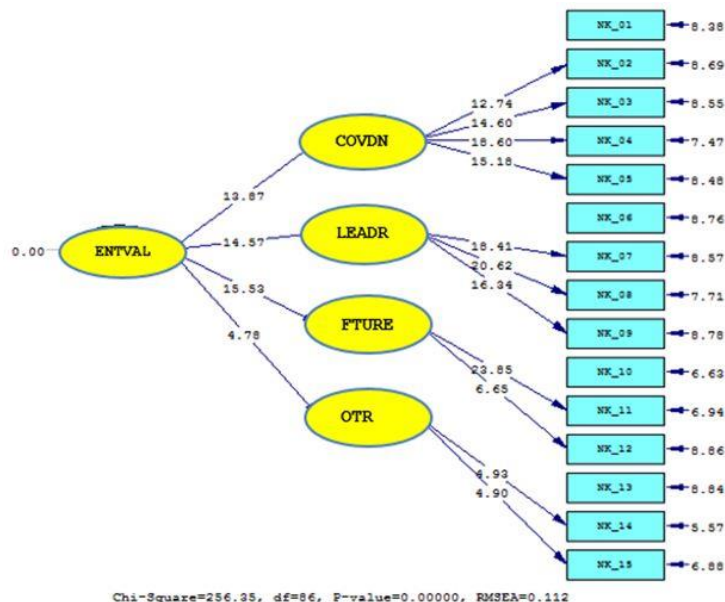 NK_01 8.38
NK_02 8.69
12.74
NK_03 8.55
14.60
COVDN
18.60 NK_04 7.47
15.18
NK_05 8.48
13.87
NK_06 8.76
LEADR
18.41 NK_07 8.57
0.00 ENTVAL 14.57
20.62 NK_08 7.71
16.34
15.53
NK_09 8.78
FTURE
4.78
23.85 NK_10 6.63
6.65
NK_11 6.94
OTR
NK_12 8.86
4.93 NK_13 8.84
4.90
NK_14 5.57
NK_15 6.88
Chi-Square=256.35, df=86, P-value=0.00000, RMSEA=0.112